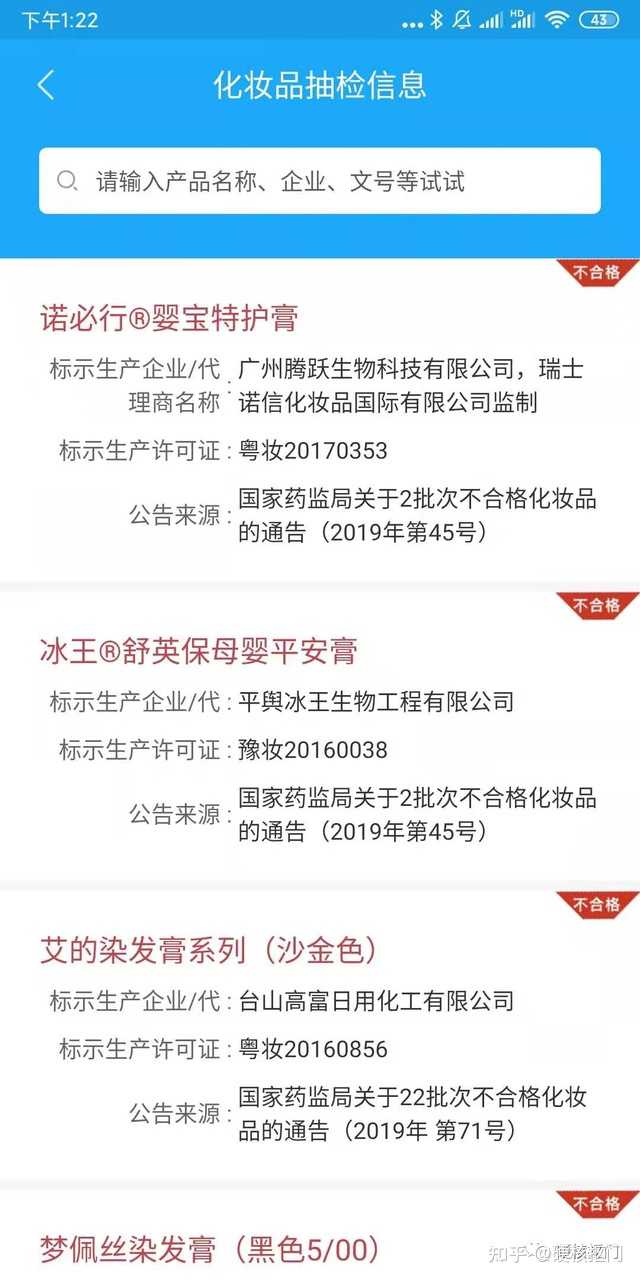 下午1:22
HD
43
化妆品抽检信息
请输入产品名称、企业、文号等试试
不合格
诺必行®婴宝特护膏
标示生产企业/代理商名称 : 广州腾跃生物科技有限公司，瑞士诺信化妆品国际有限公司监制
标示生产许可证 : 粤妆20170353
公告来源 : 国家药监局关于2批次不合格化妆品的通告（2019年第45号）
不合格
冰王®舒英保母婴平安膏
标示生产企业/代 : 平舆冰王生物工程有限公司
标示生产许可证 : 豫妆20160038
公告来源 : 国家药监局关于2批次不合格化妆品的通告（2019年第45号）
不合格
艾的染发膏系列（沙金色）
标示生产企业/代 : 台山高富日用化工有限公司
标示生产许可证 : 粤妆20160856
公告来源 : 国家药监局关于22批次不合格化妆品的通告（2019年 第71号）
不合格
梦佩丝染发膏（黑色5/00）
知乎